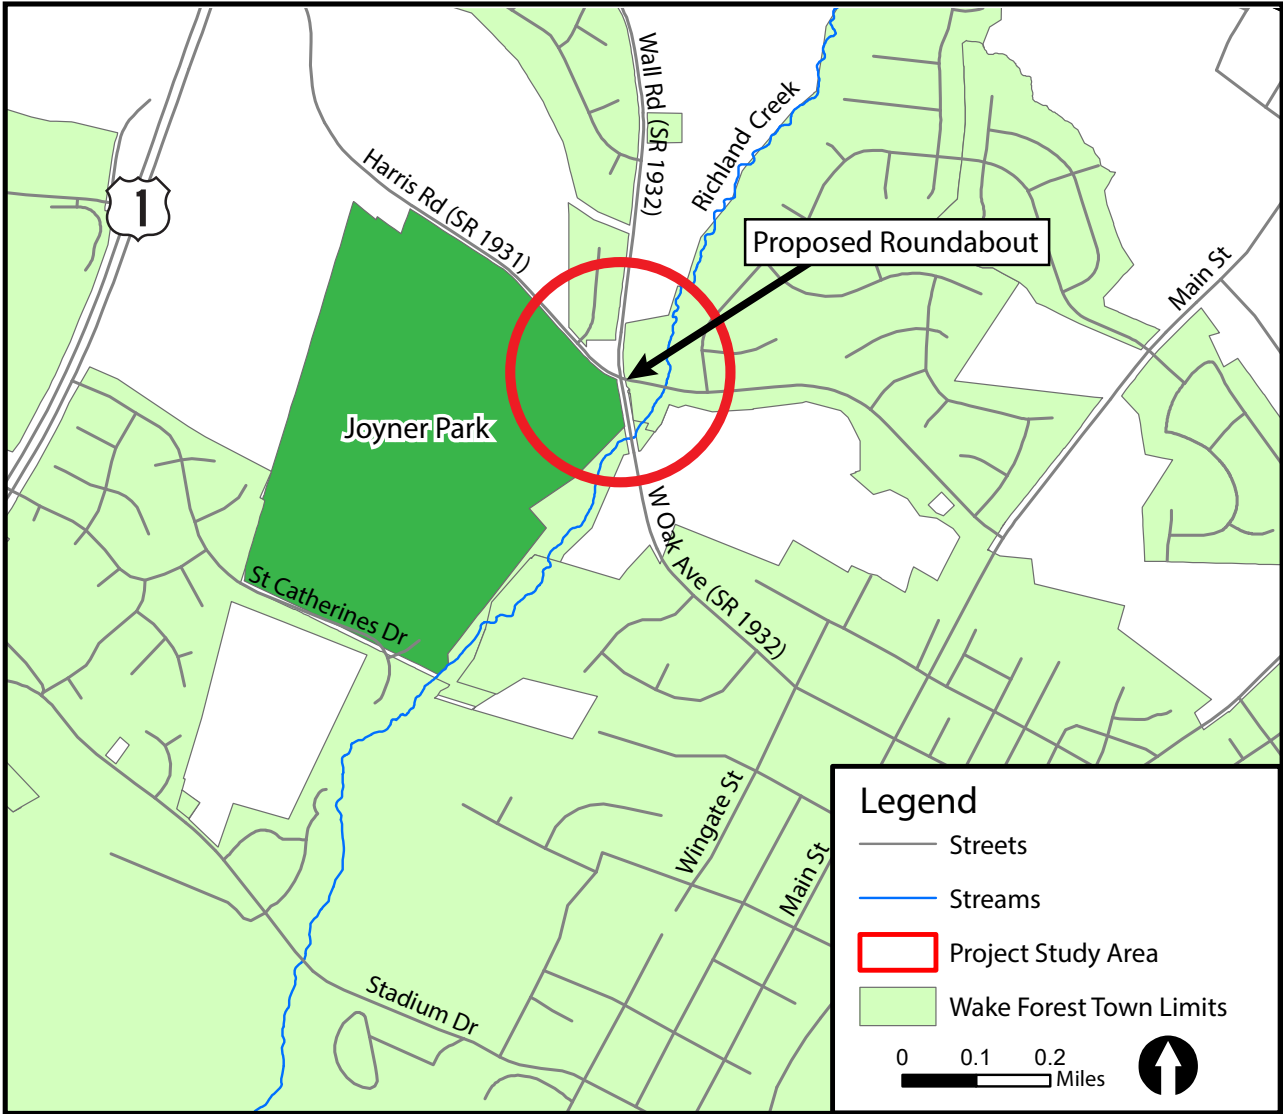 Wall Rd (SR 1932)
Richland Creek
Harris Rd (SR 1931)
1
Proposed Roundabout
Main St
Joyner Park
W Oak Ave (SR 1932)
St Catherines Dr
Wingate St
Main St
Stadium Dr
Legend
Streets
Streams
Project Study Area
Wake Forest Town Limits
0 0.1 0.2
Miles